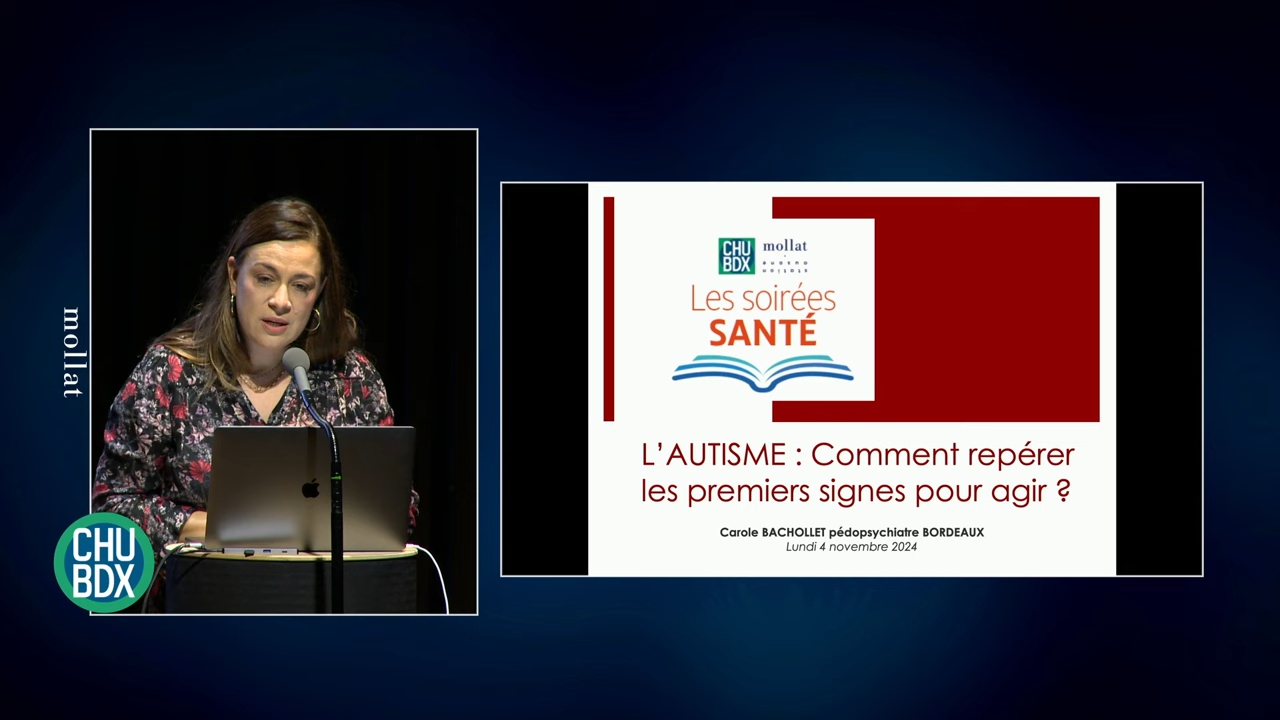 mollat
CHU
BDX
CHU
BDX
mollat
Les soirées
SANTÉ
L'AUTISME : Comment repérer
les premiers signes pour agir ?
Carole BACHOLLET pédopsychiatre BORDEAUX
Lundi 4 novembre 2024